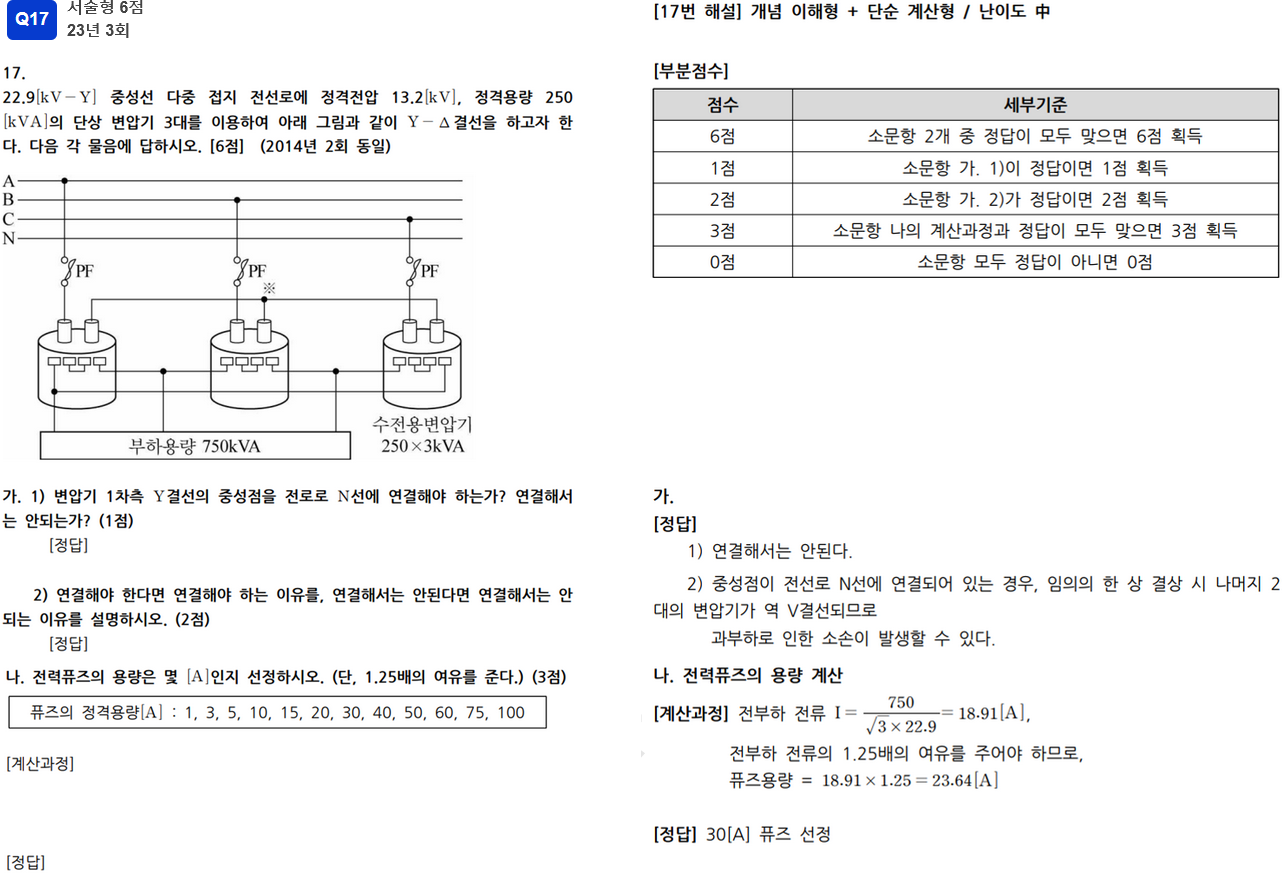 Q17
서술형 6점
23년 3회
17.
22.9[kV-Y] 중성선 다중 접지 전선로에 정격전압 13.2[kV], 정격용량 250
[kVA]의 단상 변압기 3대를 이용하여 아래 그림과 같이 Y-Δ결선을 하고자 한
다. 다음 각 물음에 답하시오. [6점] (2014년 2회 동일)
A
B
C
N
PF
PF
PF
※
수전용변압기
부하용량 750kVA
250×3kVA
가. 1) 변압기 1차측 Y결선의 중성점을 전로로 N선에 연결해야 하는가? 연결해서
는 안되는가? (1점)
[정답]
2) 연결해야 한다면 연결해야 하는 이유를, 연결해서는 안된다면 연결해서는 안
되는 이유를 설명하시오. (2점)
[정답]
나. 전력퓨즈의 용량은 몇 [A]인지 선정하시오. (단, 1.25배의 여유를 준다.) (3점)
퓨즈의 정격용량[A] : 1, 3, 5, 10, 15, 20, 30, 40, 50, 60, 75, 100
[계산과정]
[정답]
[17번 해설] 개념 이해형 + 단순 계산형 / 난이도 中
[부분점수]
점수 세부기준
6점 소문항 2개 중 정답이 모두 맞으면 6점 획득
1점 소문항 가. 1)이 정답이면 1점 획득
2점 소문항 가. 2)가 정답이면 2점 획득
3점 소문항 나의 계산과정과 정답이 모두 맞으면 3점 획득
0점 소문항 모두 정답이 아니면 0점
가.
[정답]
1) 연결해서는 안된다.
2) 중성점이 전선로 N선에 연결되어 있는 경우, 임의의 한 상 결상 시 나머지 2
대의 변압기가 역 V결선되므로
과부하로 인한 소손이 발생할 수 있다.
나. 전력퓨즈의 용량 계산
[계산과정] 전부하 전류 I = 750 / (√3×22.9) = 18.91[A],
전부하 전류의 1.25배의 여유를 주어야 하므로,
퓨즈용량 = 18.91×1.25=23.64[A]
[정답] 30[A] 퓨즈 선정